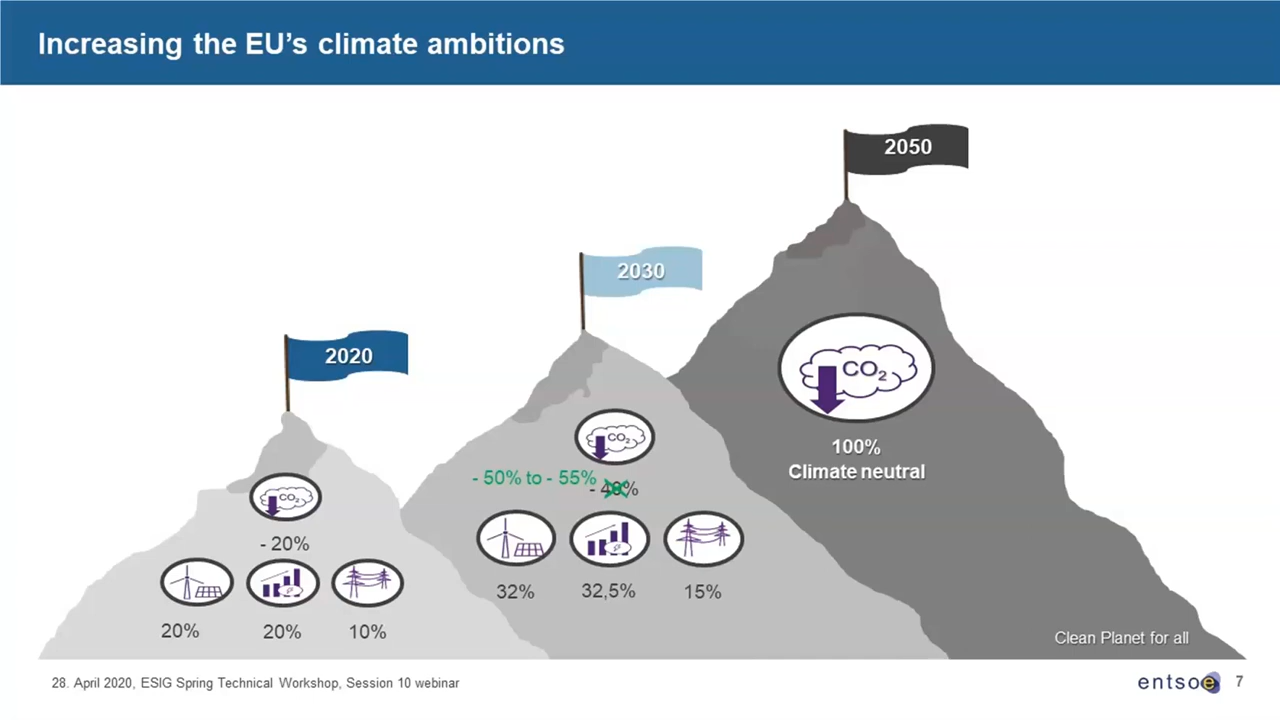 Increasing the EU's climate ambitions
2050
2030
2020
CO₂
100%
Climate neutral
CO₂
- 50% to - 55%
- 40%
32%
32,5%
15%
CO₂
- 20%
20%
20%
10%
Clean Planet for all
28. April 2020, ESIG Spring Technical Workshop, Session 10 webinar
entsoe
7